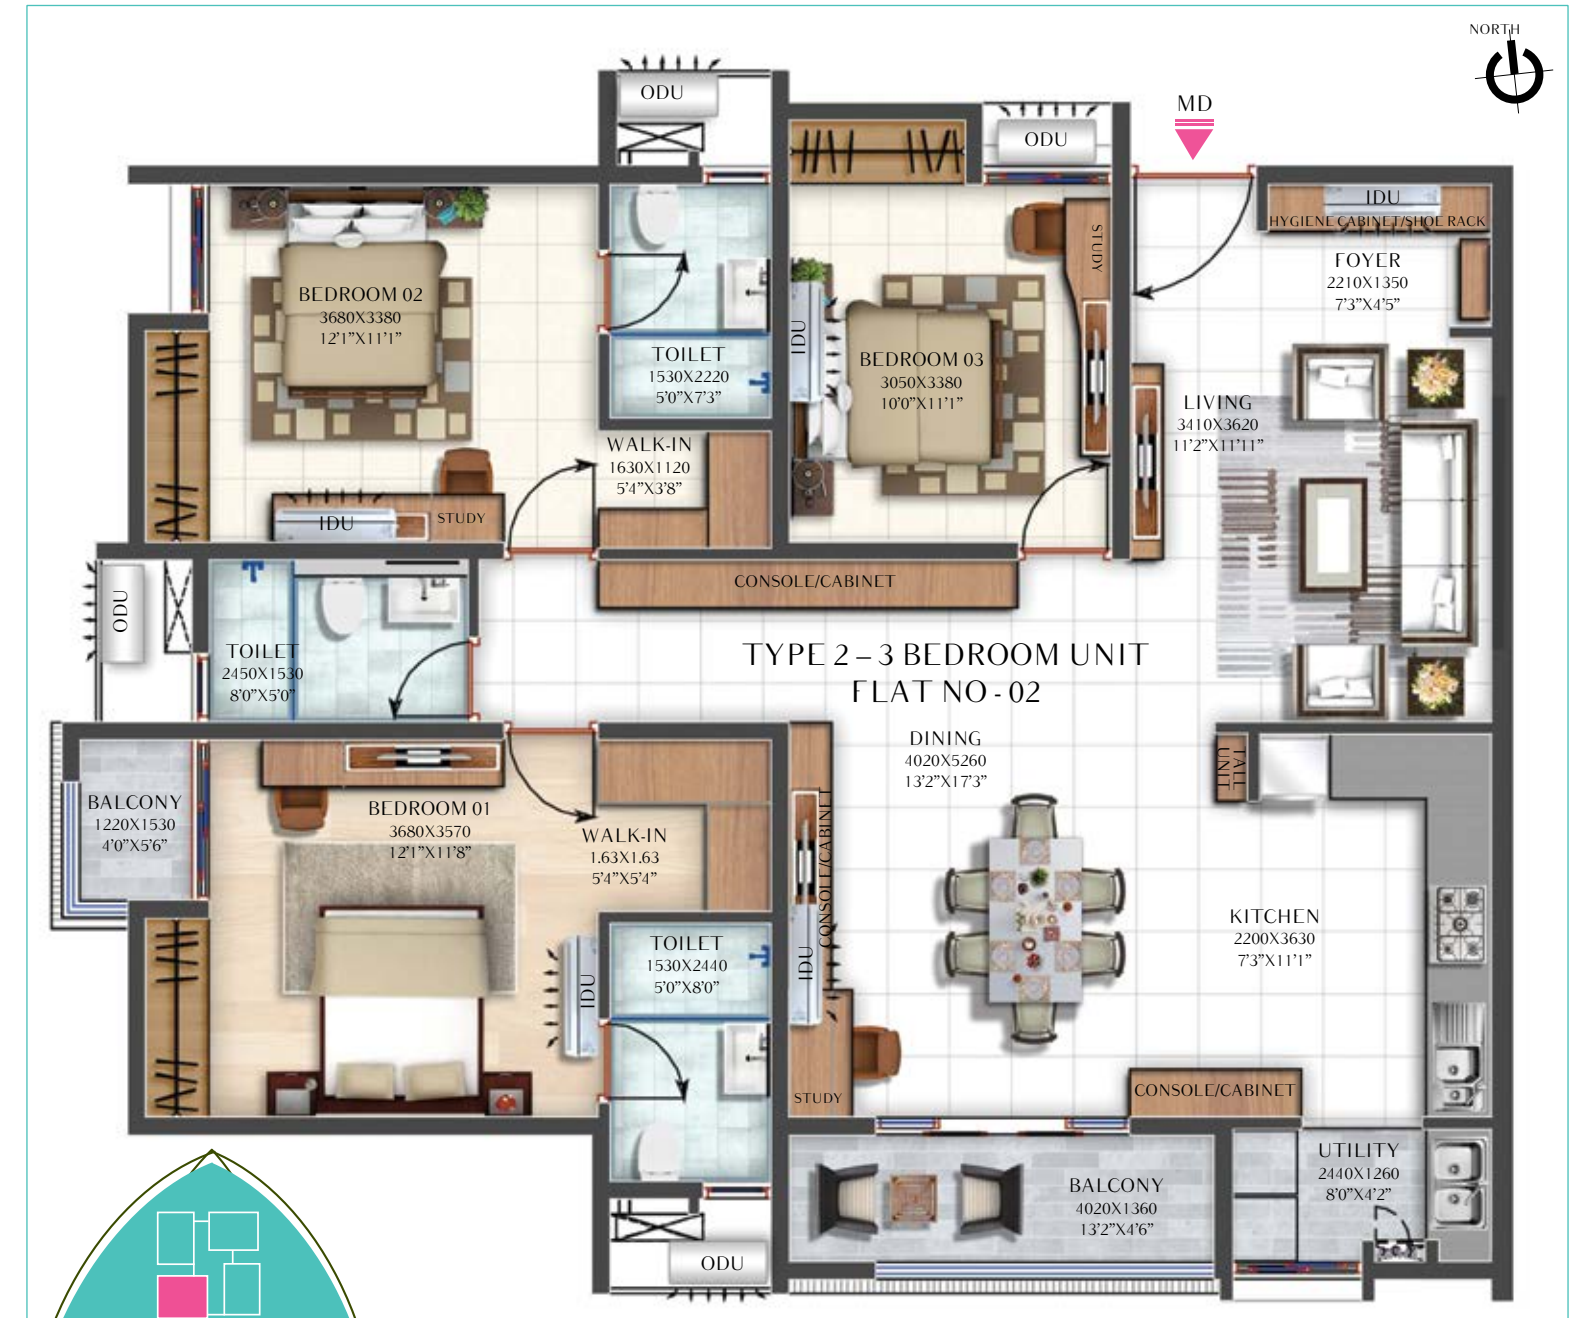 NORTH
ODU
MD
ODU
IDU
HYGIENE CABINET/SHOE RACK
FOYER
2210X1350
7'3"X4'5"
STUDY
BEDROOM 02
3680X3380
12'1"X11'1"
TOILET
1530X2220
5'0"X7'3"
IDU
BEDROOM 03
3050X3380
10'0"X11'1"
LIVING
3410X3620
11'2"X11'11"
WALK-IN
1630X1120
5'4"X3'8"
IDU
STUDY
CONSOLE/CABINET
ODU
TOILET
2450X1530
8'0"X5'0"
TYPE 2 – 3 BEDROOM UNIT
FLAT NO - 02
DINING
4020X5260
13'2"X17'3"
TALL
UNIT
BALCONY
1220X1530
4'0"X5'6"
BEDROOM 01
3680X3570
12'1"X11'8"
WALK-IN
1.63X1.63
5'4"X5'4"
CONSOLE/CABINET
KITCHEN
2200X3630
7'3"X11'1"
TOILET
1530X2440
5'0"X8'0"
IDU
IDU
STUDY
CONSOLE/CABINET
UTILITY
2440X1260
8'0"X4'2"
BALCONY
4020X1360
13'2"X4'6"
ODU